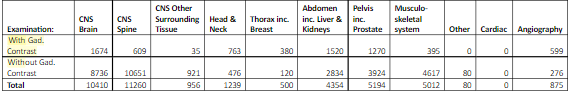 Examination: CNS Brain CNS Spine CNS Other Surrounding Tissue Head & Neck Thorax inc. Breast Abdomen inc. Liver & Kidneys Pelvis inc. Prostate Musculo-skeletal system Other Cardiac Angiography
With Gad. Contrast 1674 609 35 763 380 1520 1270 395 0 0 599
Without Gad. Contrast 8736 10651 921 476 120 2834 3924 4617 80 0 276
Total 10410 11260 956 1239 500 4354 5194 5012 80 0 875